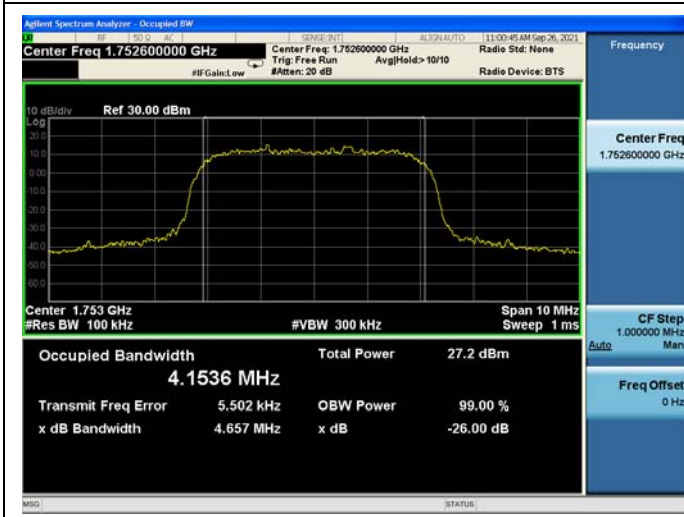 Agilent Spectrum Analyzer - Occupied BW
RF 50 Ω AC SENSE:INT ALIGN AUTO 11:00:45 AM Sep 26, 2021
Center Freq 1.752600000 GHz Center Freq: 1.752600000 GHz Radio Std: None
Trig: Free Run Avg|Hold:> 10/10
#IFGain:Low #Atten: 20 dB Radio Device: BTS
Frequency
10 dB/div Ref 30.00 dBm
Log
20.0
10.0
0.00
-10.0
-20.0
-30.0
-40.0
-50.0
-60.0
Center Freq
1.752600000 GHz
Center 1.753 GHz Span 10 MHz
#Res BW 100 kHz #VBW 300 kHz Sweep 1 ms
CF Step
1.000000 MHz
Auto Man
Occupied Bandwidth Total Power 27.2 dBm
4.1536 MHz
Transmit Freq Error 5.502 kHz OBW Power 99.00 %
x dB Bandwidth 4.657 MHz x dB -26.00 dB
Freq Offset
0 Hz
MSG STATUS